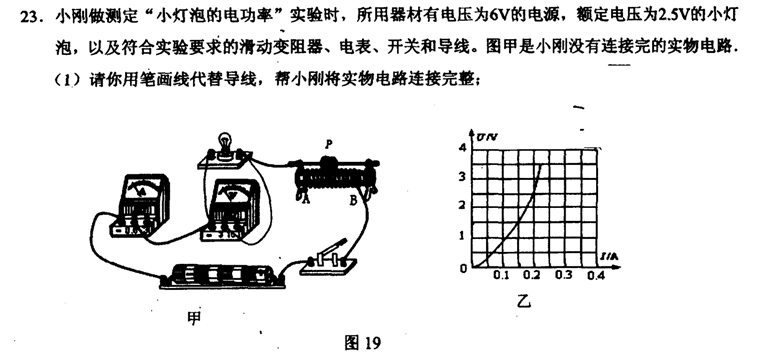 23. 小刚做测定“小灯泡的电功率”实验时，所用器材有电压为6V的电源，额定电压为2.5V的小灯
泡，以及符合实验要求的滑动变阻器、电表、开关和导线。图甲是小刚没有连接完的实物电路.
（1）请你用笔画线代替导线，帮小刚将实物电路连接完整；
P
A
B
甲
U/V
4
3
2
1
0
0.1 0.2 0.3 0.4
I/A
乙
图 19